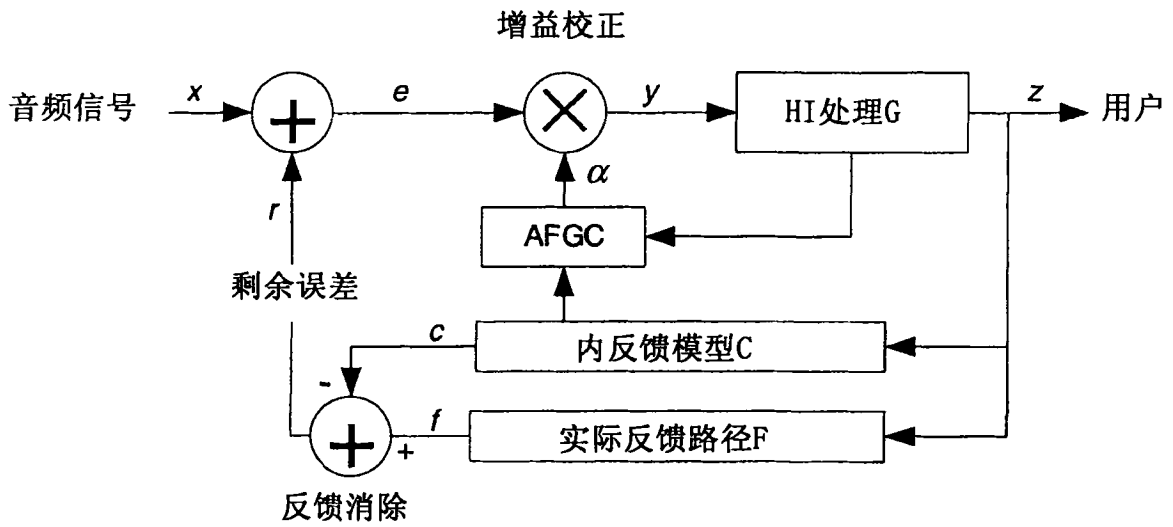 增益校正
音频信号
x
e
y
HI处理G
z
用户
α
r
AFGC
剩余误差
c
内反馈模型C
-
f
实际反馈路径F
+
反馈消除